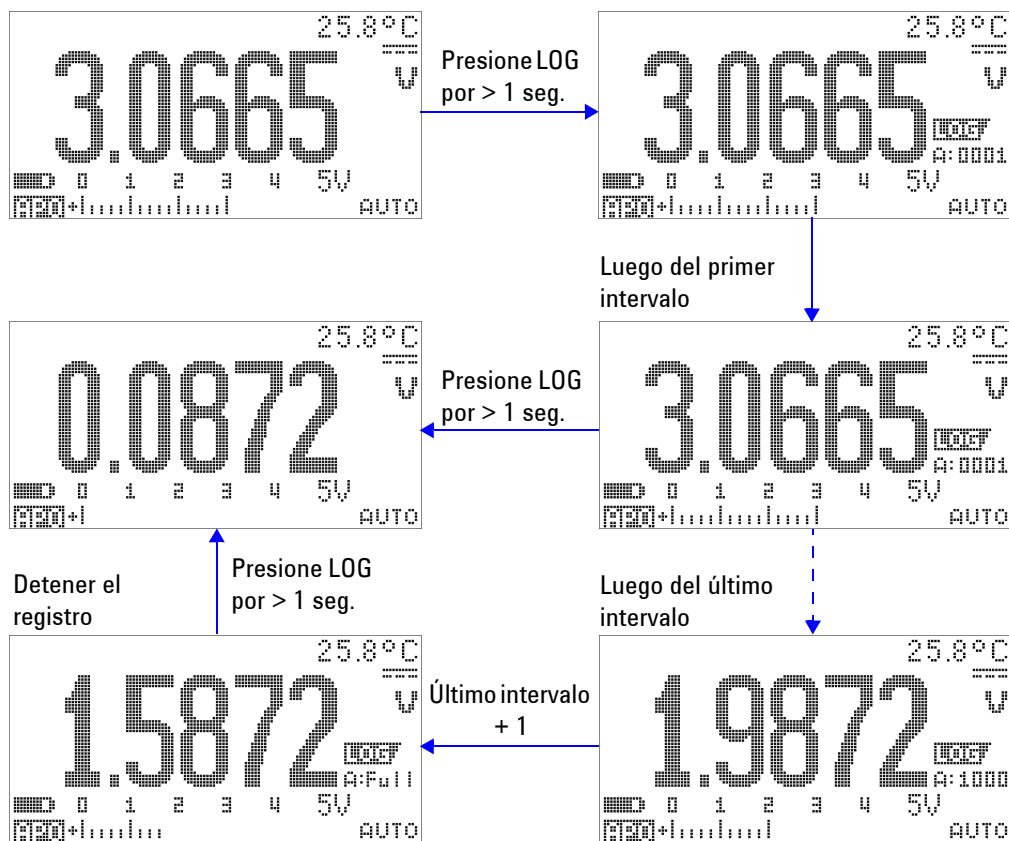 25.8°C
3.0665 V
0 1 2 3 4 5V
APO + AUTO
Presione LOG
por > 1 seg.
25.8°C
3.0665 V
LOG
A:0001
0 1 2 3 4 5V
APO + AUTO
Luego del primer
intervalo
25.8°C
0.0872 V
0 1 2 3 4 5V
APO + AUTO
Presione LOG
por > 1 seg.
25.8°C
3.0665 V
LOG
A:0001
0 1 2 3 4 5V
APO + AUTO
Detener el
registro
Presione LOG
por > 1 seg.
Luego del último
intervalo
25.8°C
1.5872 V
LOG
A:Full
0 1 2 3 4 5V
APO + AUTO
Último intervalo
+ 1
25.8°C
1.9872 V
LOG
A:1000
0 1 2 3 4 5V
APO + AUTO